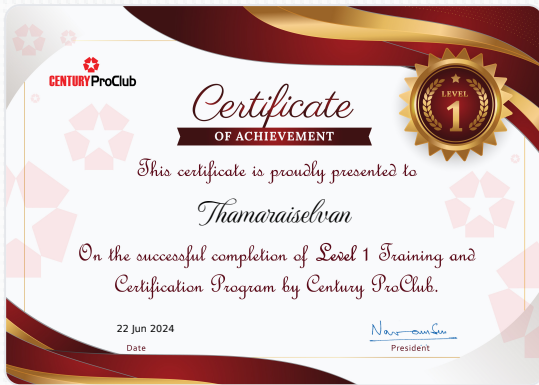 CENTURY ProClub
Certificate
OF ACHIEVEMENT
LEVEL
1
This certificate is proudly presented to
Thamaraiselvan
On the successful completion of Level 1 Training and
Certification Program by Century ProClub.
22 Jun 2024
Date
President